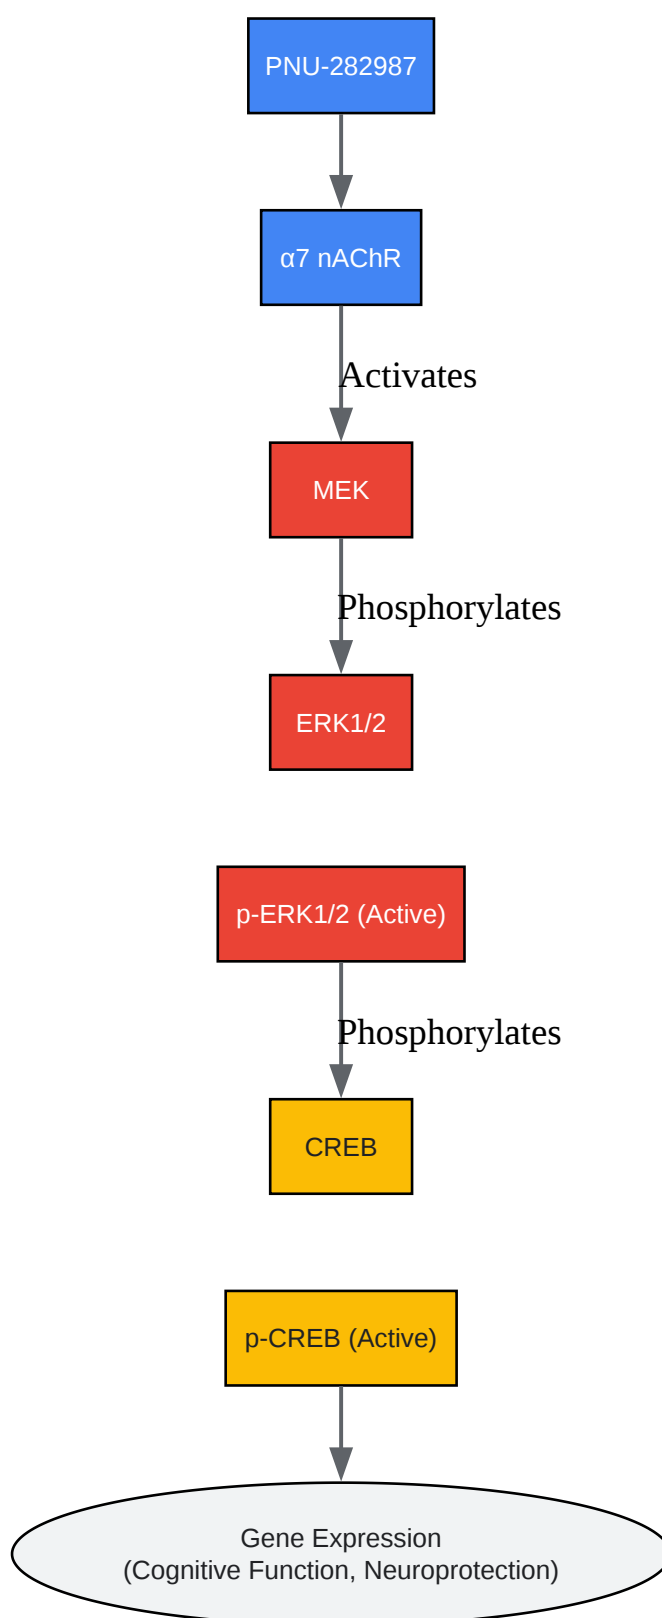 PNU-282987
α7 nAChR
Activates
MEK
Phosphorylates
ERK1/2
p-ERK1/2 (Active)
Phosphorylates
CREB
p-CREB (Active)
Gene Expression
(Cognitive Function, Neuroprotection)